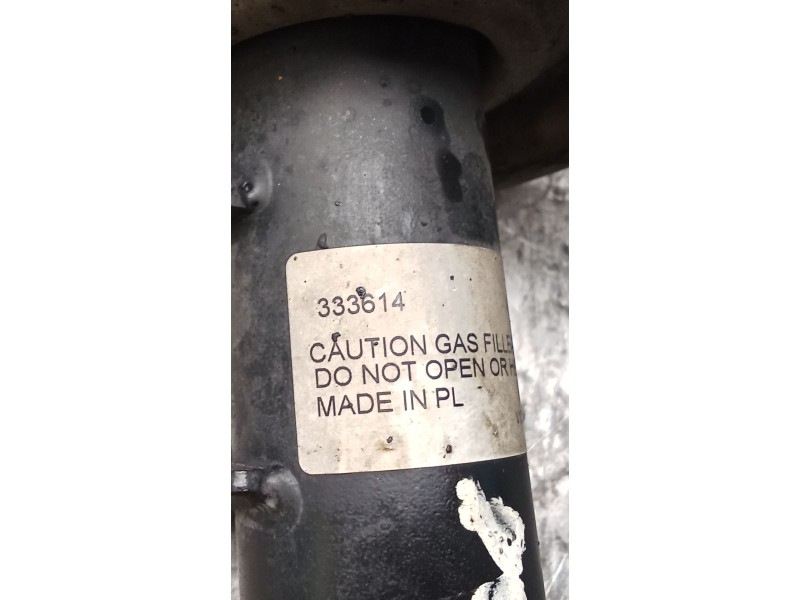 333614
CAUTION GAS FILLE
DO NOT OPEN OR H
MADE IN PL